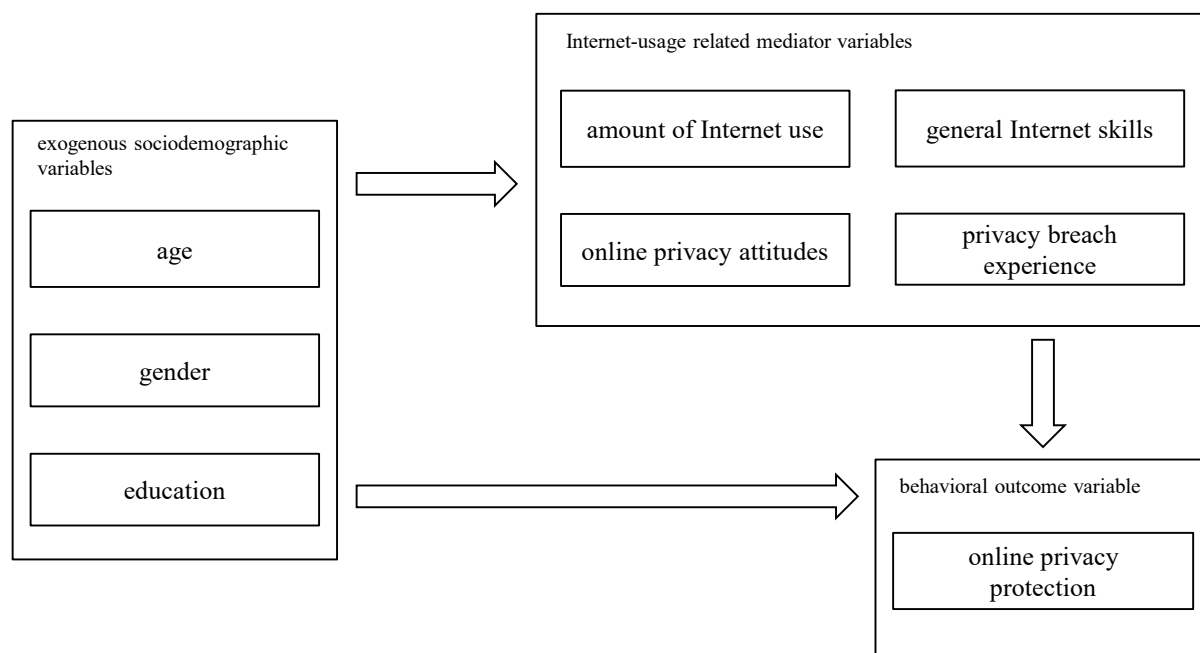 exogenous sociodemographic
variables
age
gender
education
Internet-usage related mediator variables
amount of Internet use
general Internet skills
online privacy attitudes
privacy breach
experience
behavioral outcome variable
online privacy
protection